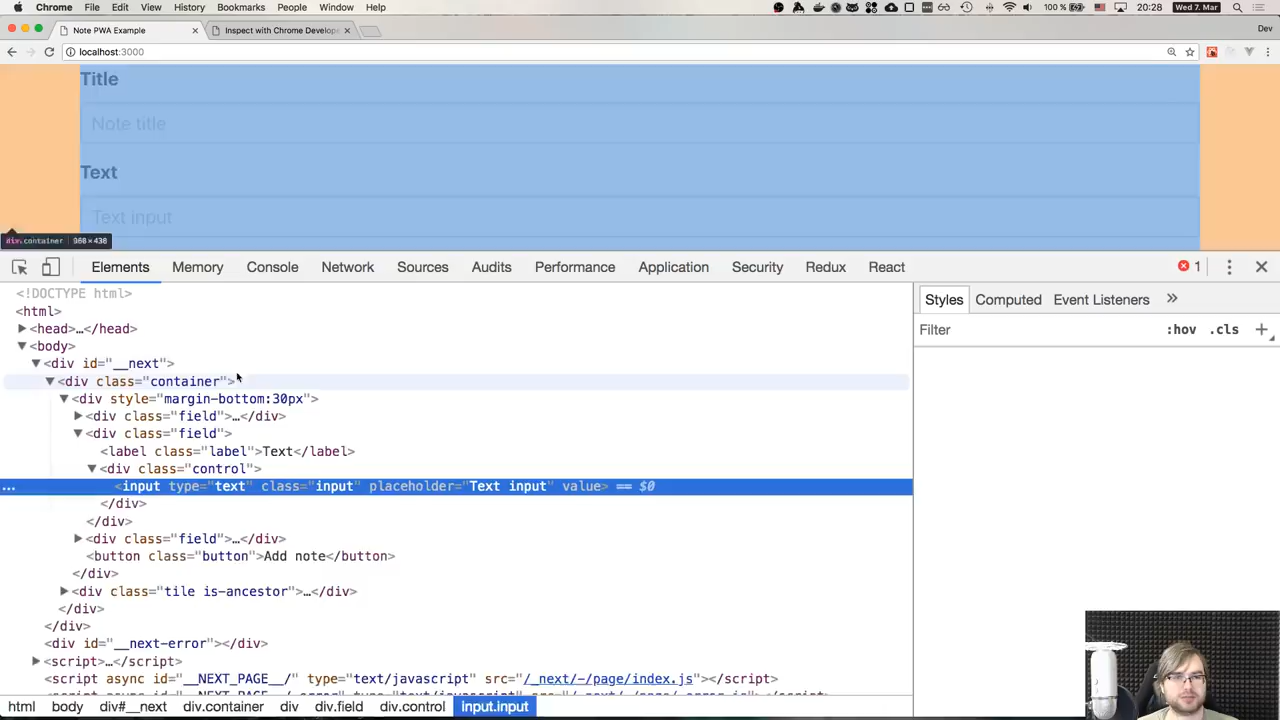 Chrome File Edit View History Bookmarks People Window Help 100 % 20:28 Wed 7. Mar
Note PWA Example × Inspect with Chrome Develope × Dev
localhost:3000
Title
Note title
Text
Text input
div.container 960×438
Elements Memory Console Network Sources Audits Performance Application Security Redux React 1
<!DOCTYPE html>
<html>
<head>…</head>
<body>
<div id="__next">
<div class="container">
<div style="margin-bottom:30px">
<div class="field">…</div>
<div class="field">
<label class="label">Text</label>
<div class="control">
… <input type="text" class="input" placeholder="Text input" value> == $0
</div>
</div>
<div class="field">…</div>
<button class="button">Add note</button>
</div>
<div class="tile is-ancestor">…</div>
</div>
</div>
<div id="__next-error"></div>
<script>…</script>
<script async id="__NEXT_PAGE__/" type="text/javascript" src="/_next/-/page/index.js"></script>
Styles Computed Event Listeners »
Filter :hov .cls +
html body div#__next div.container div div.field div.control input.input